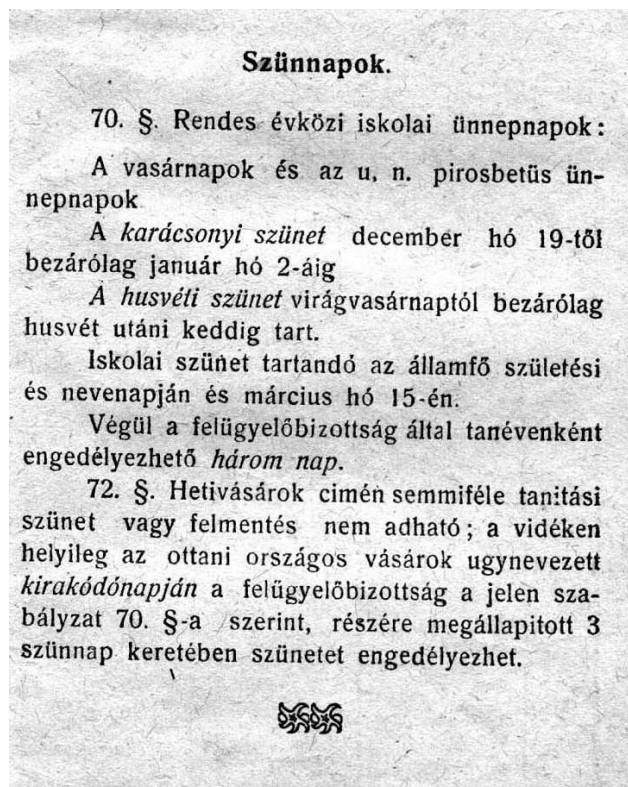 Szünnapok.
70. §. Rendes évközi iskolai ünnepnapok:
A vasárnapok és az u. n. pirosbetüs ün-
nepnapok
A karácsonyi szünet december hó 19-től
bezárólag január hó 2-áig
A husvéti szünet virágvasárnaptól bezárólag
husvét utáni keddig tart.
Iskolai szünet tartandó az államfő születési
és nevenapján és március hó 15-én.
Végül a felügyelőbizottság által tanévenként
engedélyezhető három nap.
72. §. Hetivásárok cimén semmiféle tanitási
szünet vagy felmentés nem adható; a vidéken
helyileg az ottani országos vásárok ugynevezett
kirakódónapján a felügyelőbizottság a jelen sza-
bályzat 70. §-a szerint, részére megállapitott 3
szünnap keretében szünetet engedélyezhet.